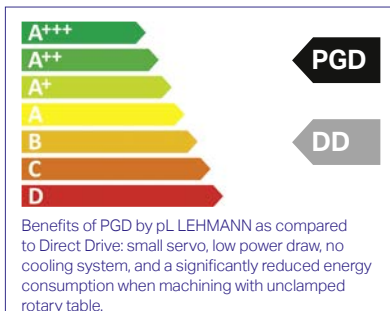 A+++
A++
PGD
A+
A
B
DD
C
D
Benefits of PGD by pL LEHMANN as compared
to Direct Drive: small servo, low power draw, no
cooling system, and a significantly reduced energy
consumption when machining with unclamped
rotary table.